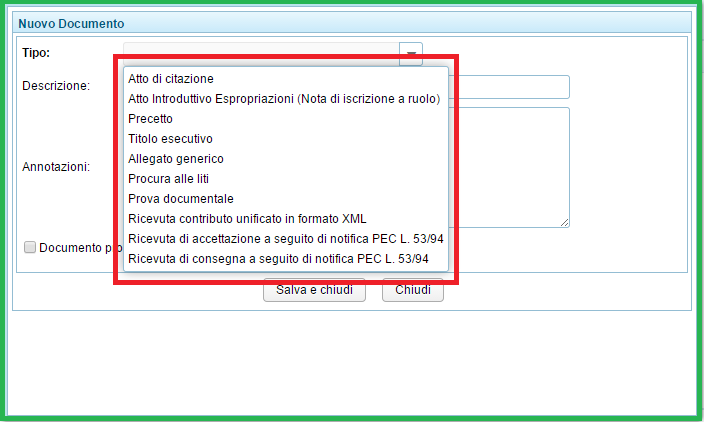 Nuovo Documento
Tipo:
Atto di citazione
Atto Introduttivo Espropriazioni (Nota di iscrizione a ruolo)
Precetto
Titolo esecutivo
Allegato generico
Procura alle liti
Prova documentale
Ricevuta contributo unificato in formato XML
Ricevuta di accettazione a seguito di notifica PEC L. 53/94
Ricevuta di consegna a seguito di notifica PEC L. 53/94
Descrizione:
Annotazioni:
Documento
Salva e chiudi
Chiudi